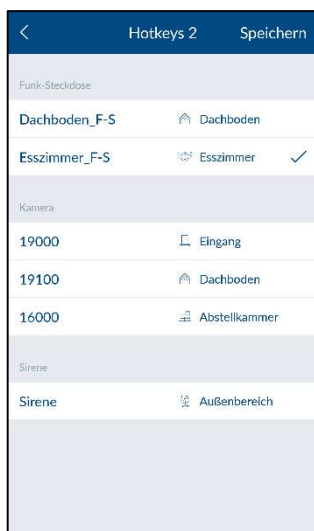 Hotkeys 2 Speichern
Funk-Steckdose
Dachboden_F-S Dachboden
Esszimmer_F-S Esszimmer
Kamera
19000 Eingang
19100 Dachboden
16000 Abstellkammer
Sirene
Sirene Außenbereich